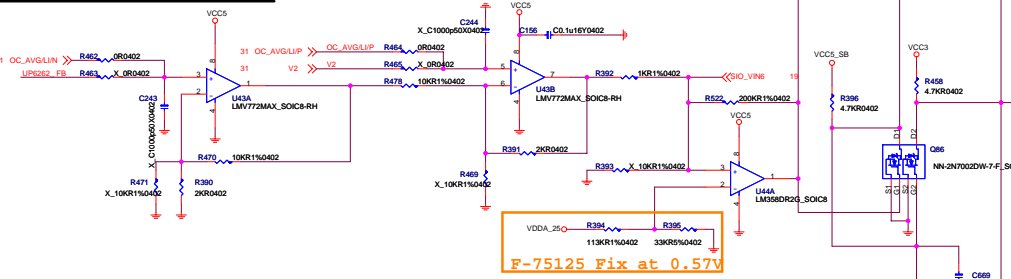 VCC5
VCC5
C244
X_C1000p50X0402
C156
C0.1u16Y0402
VCC5_SB
VCC3
OC_AVG/LI/N
R462
0R0402
31
OC_AVG/LI/P
OC_AVG/LI/P
R464
0R0402
UP6262_FB
R463
X_0R0402
31
V2
V2
R465
X_0R0402
3
8
1
2
4
U43A
LMV772MAX_SOIC8-RH
R478
10KR1%0402
5
8
7
6
4
U43B
LMV772MAX_SOIC8-RH
R392
1KR1%0402
SIO_VIN6
19
R522
200KR1%0402
R396
4.7KR0402
R458
4.7KR0402
C243
X_C1000p50X0402
VCC5
R470
10KR1%0402
R391
2KR0402
R471
X_10KR1%0402
R390
2KR0402
R469
X_10KR1%0402
R393
X_10KR1%0402
3
8
1
2
4
U44A
LM358DR2G_SOIC8
D1
D2
Q86
NN-2N7002DW-7-F_SO
S1
G1
S2
G2
VDDA_25
R394
113KR1%0402
R395
33KR5%0402
F-75125 Fix at 0.57V
C669